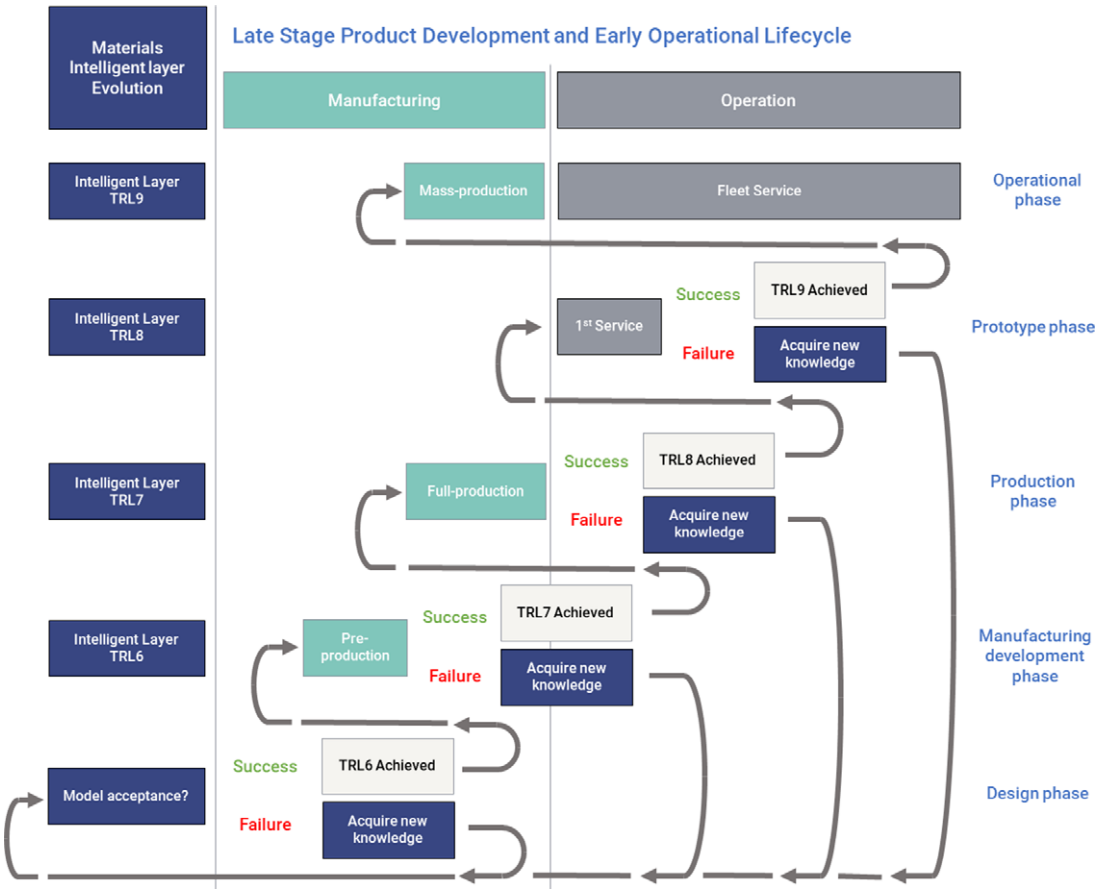 Materials
Intelligent layer
Evolution
Late Stage Product Development and Early Operational Lifecycle
Manufacturing
Operation
Intelligent Layer
TRL9
Mass-production
Fleet Service
Operational
phase
Success
TRL9 Achieved
Intelligent Layer
TRL8
1st Service
Prototype phase
Failure
Acquire new
knowledge
Success
TRL8 Achieved
Intelligent Layer
TRL7
Full-production
Production
phase
Failure
Acquire new
knowledge
Success
TRL7 Achieved
Intelligent Layer
TRL6
Pre-
production
Manufacturing
development
phase
Failure
Acquire new
knowledge
Success
TRL6 Achieved
Model acceptance?
Design phase
Failure
Acquire new
knowledge